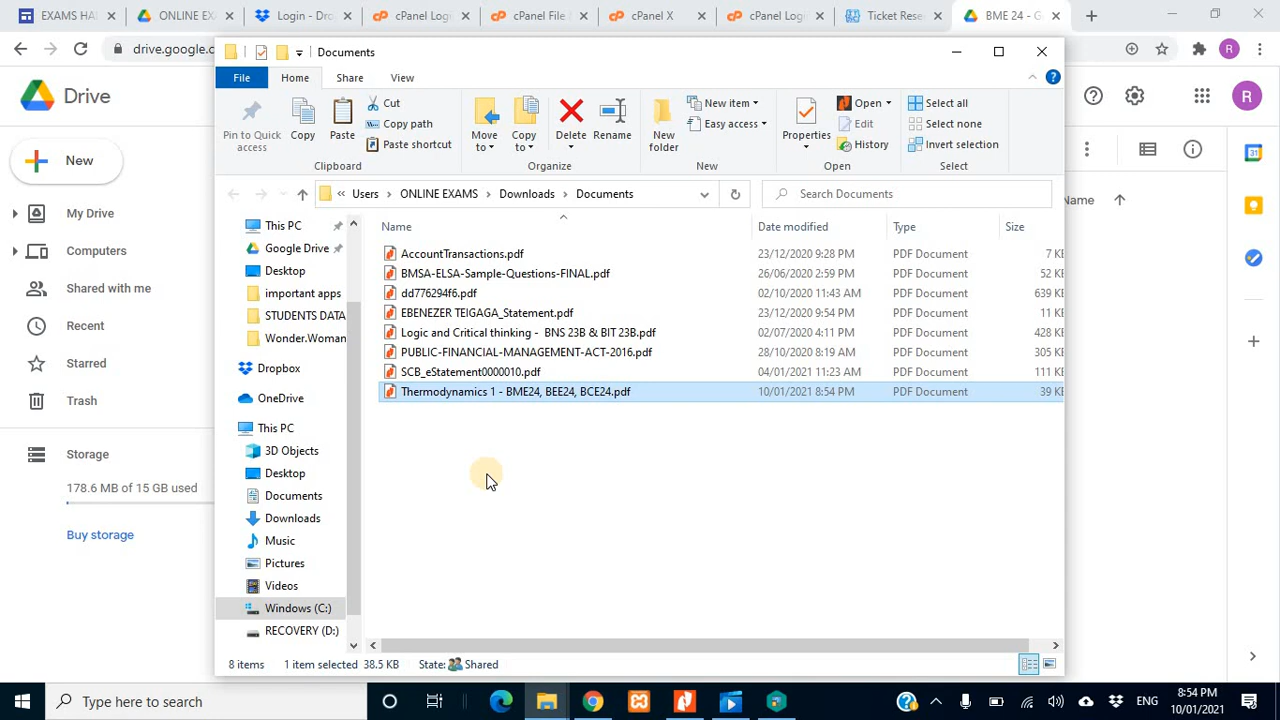 EXAMS HA
ONLINE EX
Login - Dro
cPanel Log
cPanel File
cPanel X
cPanel Log
Ticket Rese
BME 24 - G
drive.google.c
R
Documents
Drive
R
File
Home
Share
View
New
Pin to Quick access
Copy
Paste
Cut
Copy path
Paste shortcut
Move to
Copy to
Delete
Rename
New folder
New item
Easy access
Properties
Open
Edit
History
Select all
Select none
Invert selection
Clipboard
Organize
New
Open
Select
« Users > ONLINE EXAMS > Downloads > Documents
Search Documents
Name
Date modified
Type
Size
Name
AccountTransactions.pdf 23/12/2020 9:28 PM PDF Document 7 K
BMSA-ELSA-Sample-Questions-FINAL.pdf 26/06/2020 2:59 PM PDF Document 52 K
dd776294f6.pdf 02/10/2020 11:43 AM PDF Document 639 K
EBENEZER TEIGAGA_Statement.pdf 23/12/2020 9:54 PM PDF Document 11 K
Logic and Critical thinking - BNS 23B & BIT 23B.pdf 02/07/2020 4:11 PM PDF Document 428 K
PUBLIC-FINANCIAL-MANAGEMENT-ACT-2016.pdf 28/10/2020 8:19 AM PDF Document 305 K
SCB_eStatement0000010.pdf 04/01/2021 11:23 AM PDF Document 111 K
Thermodynamics 1 - BME24, BEE24, BCE24.pdf 10/01/2021 8:54 PM PDF Document 39 K
My Drive
Computers
Shared with me
Recent
Starred
Trash
Storage
178.6 MB of 15 GB used
Buy storage
This PC
Google Drive
Desktop
important apps
STUDENTS DATA
Wonder.Woman
Dropbox
OneDrive
This PC
3D Objects
Desktop
Documents
Downloads
Music
Pictures
Videos
Windows (C:)
RECOVERY (D:)
8 items 1 item selected 38.5 KB State: Shared
Type here to search
ENG
8:54 PM
10/01/2021